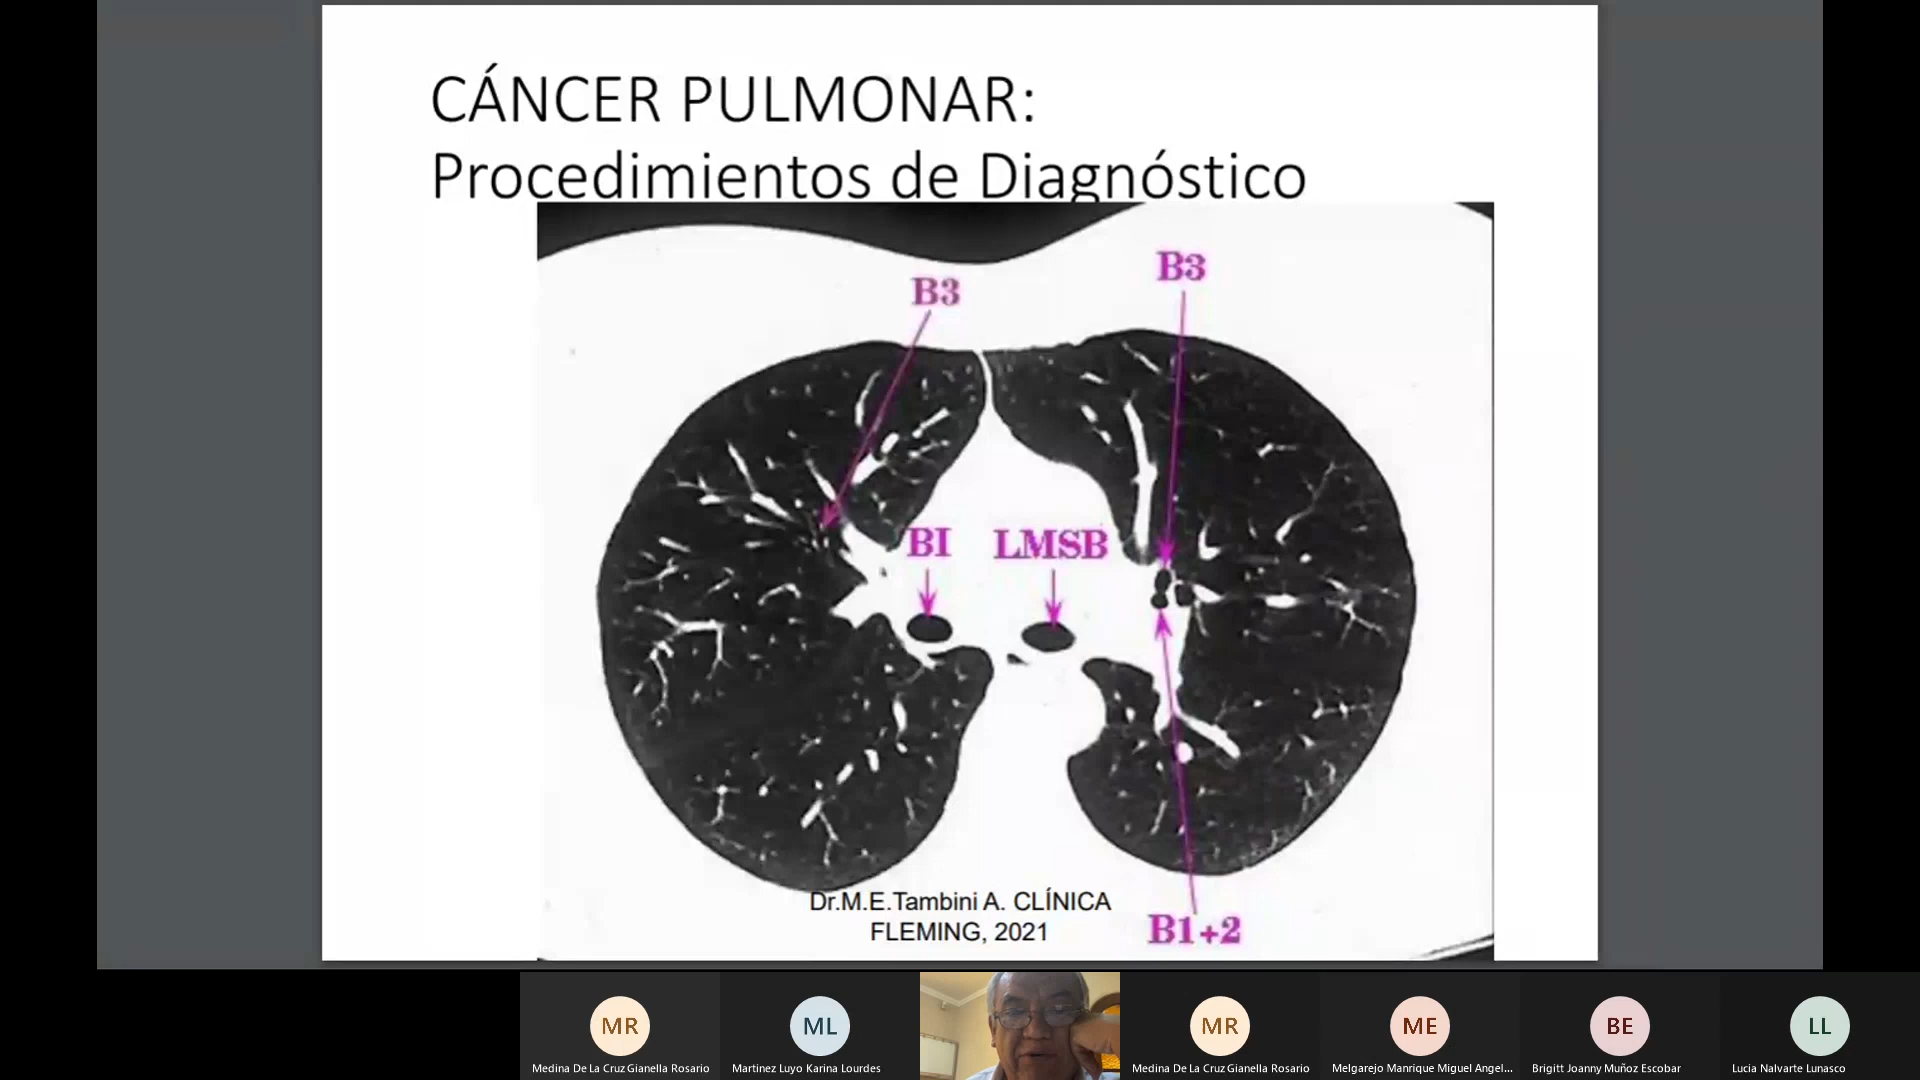 CÁNCER PULMONAR:
Procedimientos de Diagnóstico
B3
B3
BI
LMSB
Dr.M.E.Tambini A. CLÍNICA
FLEMING, 2021
B1+2
MR
ML
MR
ME
BE
LL
Medina De La Cruz Gianella Rosario
Martinez Luyo Karina Lourdes
Medina De La Cruz Gianella Rosario
Melgarejo Manrique Miguel Angel...
Brigitt Joanny Muñoz Escobar
Lucia Nalvarte Lunasco